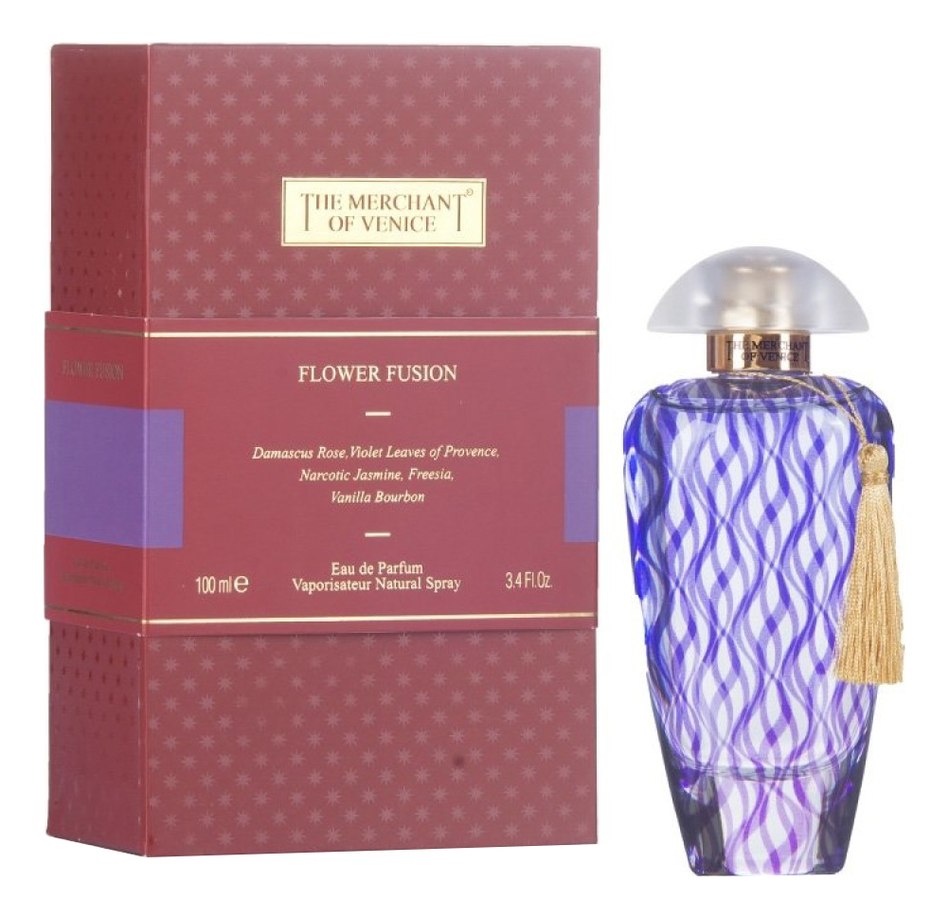 THE MERCHANT
OF VENICE
FLOWER FUSION
Damascus Rose, Violet Leaves of Provence,
Narcotic Jasmine, Freesia,
Vanilla Bourbon
Eau de Parfum
Vaporisateur Natural Spray
100 ml e
3.4 Fl.Oz.
FLOWER FUSION
THE MERCHANT
OF VENICE